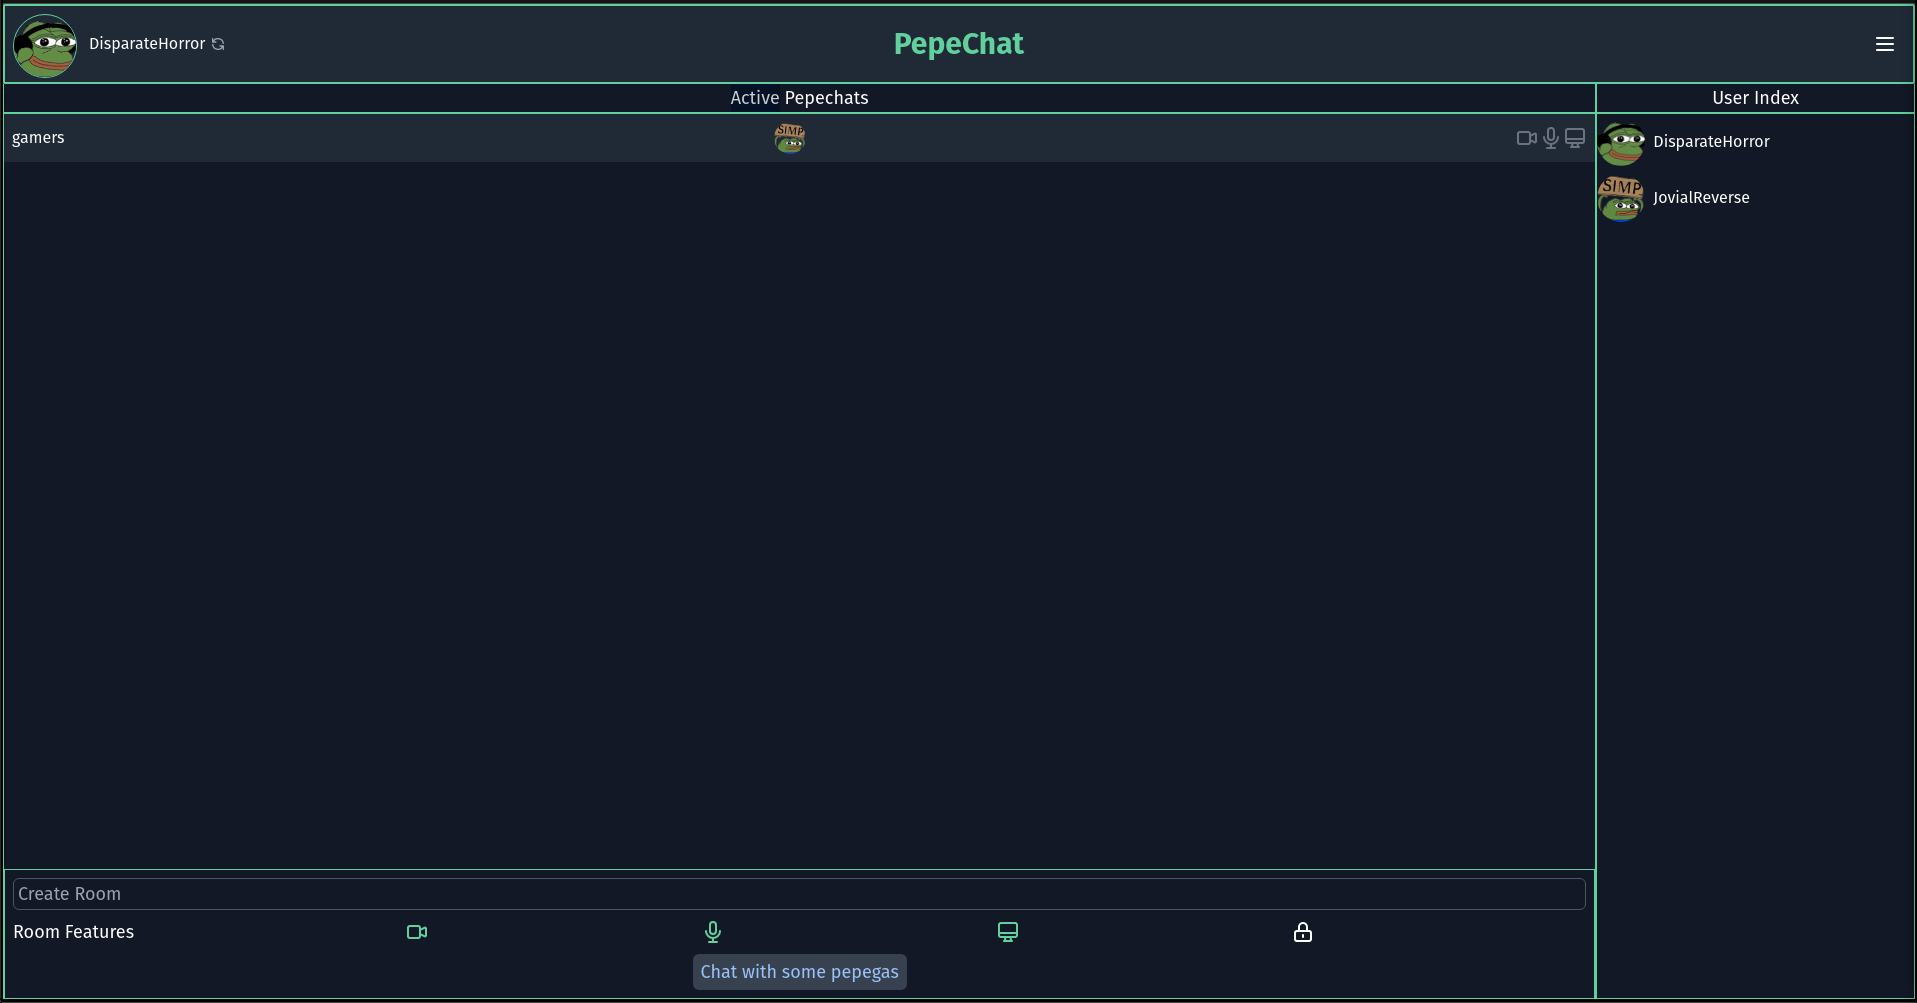 DisparateHorror
PepeChat
Active Pepechats
User Index
gamers
SIMP
DisparateHorror
SIMP
JovialReverse
Create Room
Room Features
Chat with some pepegas